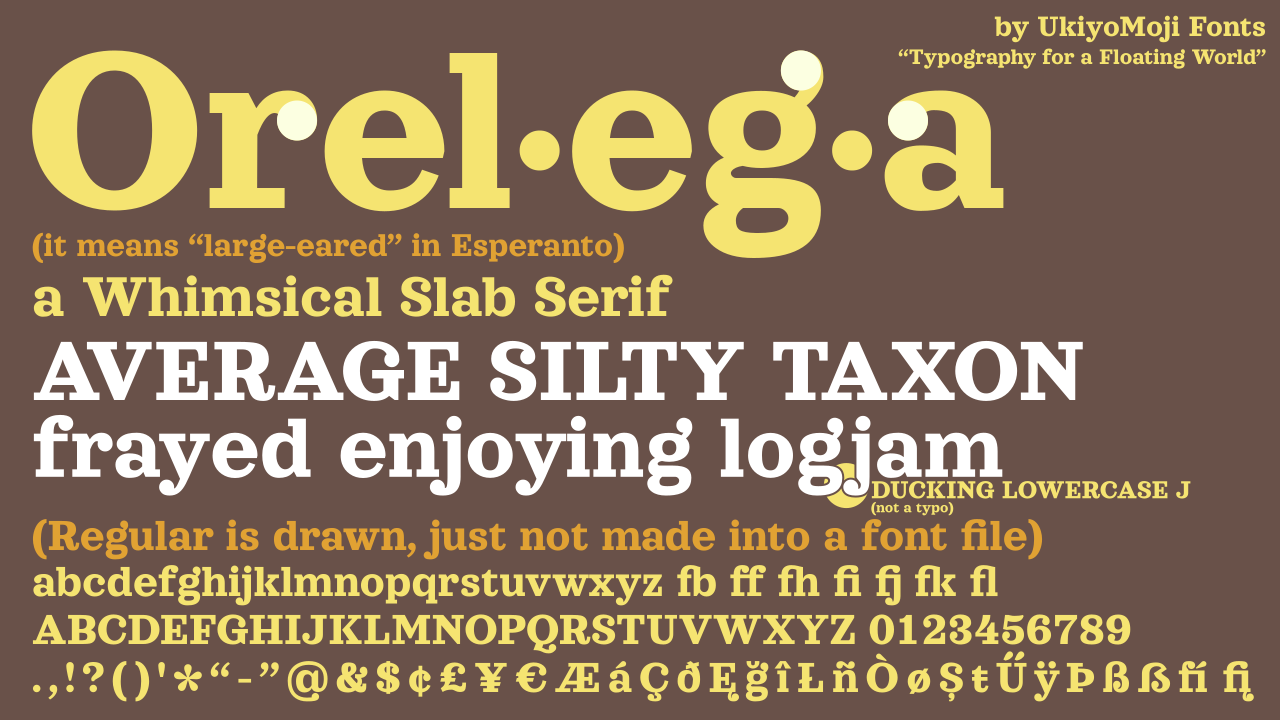 by UkiyoMoji Fonts
“Typography for a Floating World”
Orel·eg·a
(it means “large-eared” in Esperanto)
a Whimsical Slab Serif
AVERAGE SILTY TAXON
frayed enjoying logjam
DUCKING LOWERCASE J
(not a typo)
(Regular is drawn, just not made into a font file)
abcdefghijklmnopqrstuvwxyz fb ff fh fi fj fk fl
ABCDEFGHIJKLMNOPQRSTUVWXYZ 0123456789
.,!?()'*“-”@&$¢£¥€ÆáÇðĘğîŁñÒøȘŧŰÿÞßẞfí fį